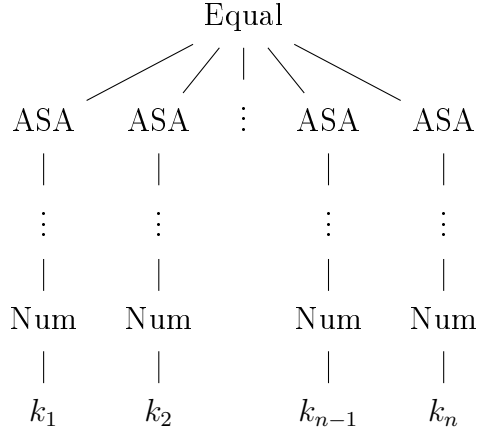 Equal
ASA ASA ⋮ ASA ASA
⋮ ⋮ ⋮ ⋮
Num Num Num Num
k₁ k₂ kₙ₋₁ kₙ